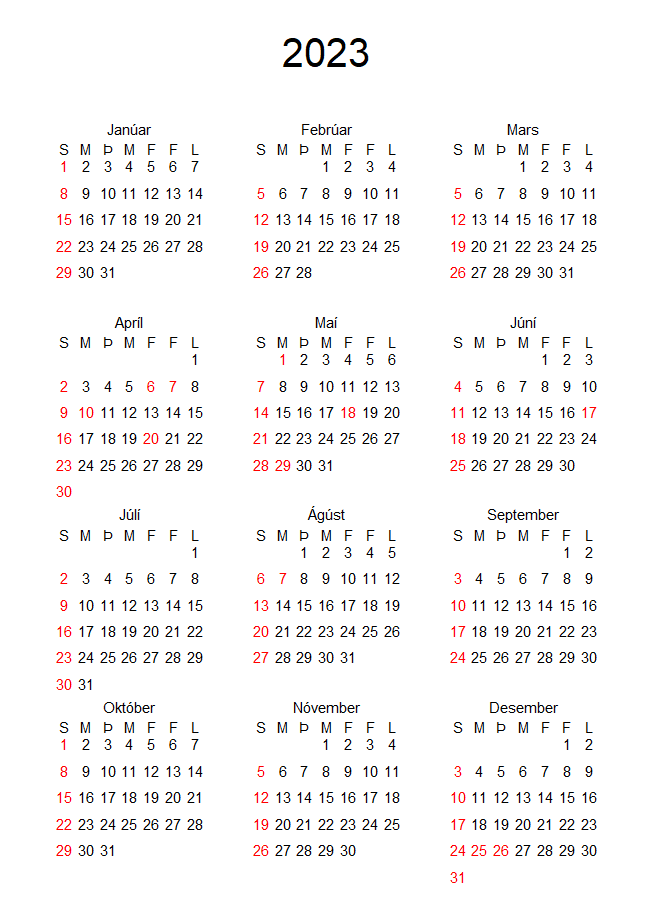 2023
Janúar
S M Þ M F F L
1 2 3 4 5 6 7
8 9 10 11 12 13 14
15 16 17 18 19 20 21
22 23 24 25 26 27 28
29 30 31
Febrúar
S M Þ M F F L
1 2 3 4
5 6 7 8 9 10 11
12 13 14 15 16 17 18
19 20 21 22 23 24 25
26 27 28
Mars
S M Þ M F F L
1 2 3 4
5 6 7 8 9 10 11
12 13 14 15 16 17 18
19 20 21 22 23 24 25
26 27 28 29 30 31
Apríl
S M Þ M F F L
1
2 3 4 5 6 7 8
9 10 11 12 13 14 15
16 17 18 19 20 21 22
23 24 25 26 27 28 29
30
Maí
S M Þ M F F L
1 2 3 4 5 6
7 8 9 10 11 12 13
14 15 16 17 18 19 20
21 22 23 24 25 26 27
28 29 30 31
Júní
S M Þ M F F L
1 2 3
4 5 6 7 8 9 10
11 12 13 14 15 16 17
18 19 20 21 22 23 24
25 26 27 28 29 30
Júlí
S M Þ M F F L
1
2 3 4 5 6 7 8
9 10 11 12 13 14 15
16 17 18 19 20 21 22
23 24 25 26 27 28 29
30 31
Ágúst
S M Þ M F F L
1 2 3 4 5
6 7 8 9 10 11 12
13 14 15 16 17 18 19
20 21 22 23 24 25 26
27 28 29 30 31
September
S M Þ M F F L
1 2
3 4 5 6 7 8 9
10 11 12 13 14 15 16
17 18 19 20 21 22 23
24 25 26 27 28 29 30
Október
S M Þ M F F L
1 2 3 4 5 6 7
8 9 10 11 12 13 14
15 16 17 18 19 20 21
22 23 24 25 26 27 28
29 30 31
Nóvember
S M Þ M F F L
1 2 3 4
5 6 7 8 9 10 11
12 13 14 15 16 17 18
19 20 21 22 23 24 25
26 27 28 29 30
Desember
S M Þ M F F L
1 2
3 4 5 6 7 8 9
10 11 12 13 14 15 16
17 18 19 20 21 22 23
24 25 26 27 28 29 30
31